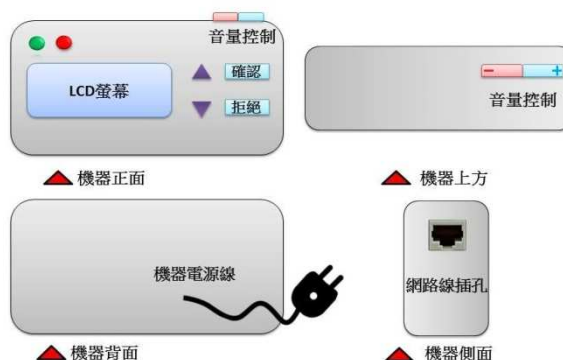 音量控制
LCD螢幕
確認
拒絕
機器正面
− +
音量控制
機器上方
機器電源線
機器背面
網路線插孔
機器側面